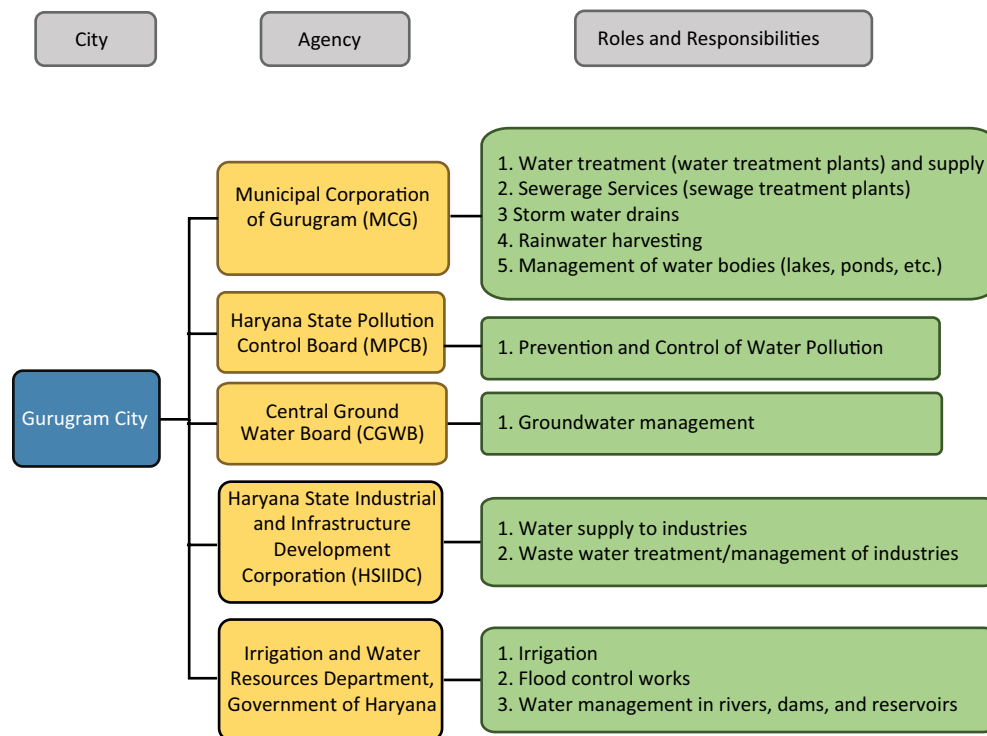 City
Agency
Roles and Responsibilities
Gurugram City
Municipal Corporation
of Gurugram (MCG)
1. Water treatment (water treatment plants) and supply
2. Sewerage Services (sewage treatment plants)
3 Storm water drains
4. Rainwater harvesting
5. Management of water bodies (lakes, ponds, etc.)
Haryana State Pollution
Control Board (MPCB)
1. Prevention and Control of Water Pollution
Central Ground
Water Board (CGWB)
1. Groundwater management
Haryana State Industrial
and Infrastructure
Development
Corporation (HSIIDC)
1. Water supply to industries
2. Waste water treatment/management of industries
Irrigation and Water
Resources Department,
Government of Haryana
1. Irrigation
2. Flood control works
3. Water management in rivers, dams, and reservoirs